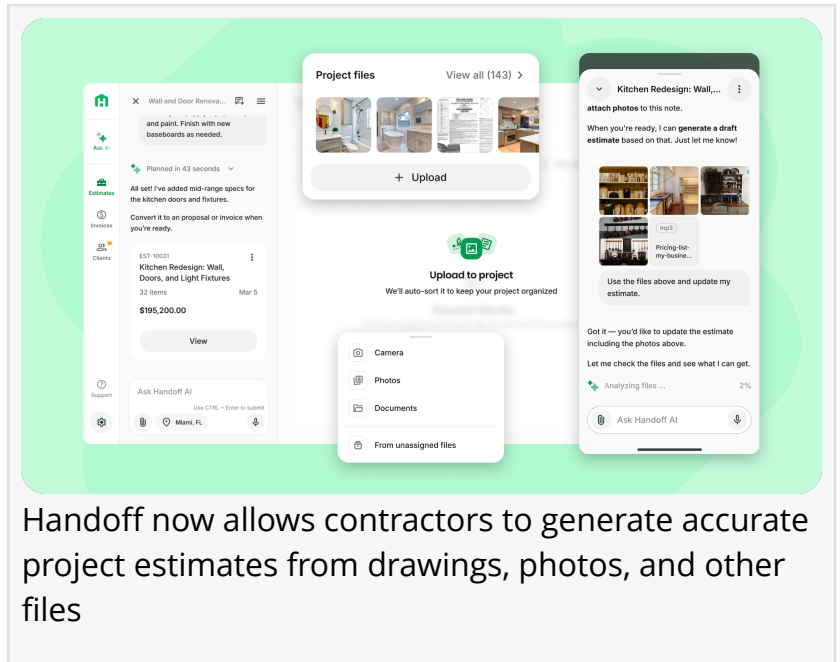 Wall and Door Renova...
and paint. Finish with new
baseboards as needed.
Ask AI
Estimates
Invoices
Clients
Support
Planned in 43 seconds
All set! I've added mid-range specs for
the kitchen doors and fixtures.
Convert it to an proposal or invoice when
you're ready.
EST-10031
Kitchen Redesign: Wall,
Doors, and Light Fixtures
32 items Mar 5
$195,200.00
View
Ask Handoff AI
Use CTRL + Enter to submit
Miami, FL
Project files View all (143)
+ Upload
Upload to project
We'll auto-sort it to keep your project organized
Camera
Photos
Documents
From unassigned files
Kitchen Redesign: Wall,...
attach photos to this note.
When you're ready, I can generate a draft
estimate based on that. Just let me know!
mp3
Pricing-list-
my-busine...
Use the files above and update my
estimate.
Got it — you'd like to update the estimate
including the photos above.
Let me check the files and see what I can get.
Analyzing files ... 2%
Ask Handoff AI
Handoff now allows contractors to generate accurate
project estimates from drawings, photos, and other
files